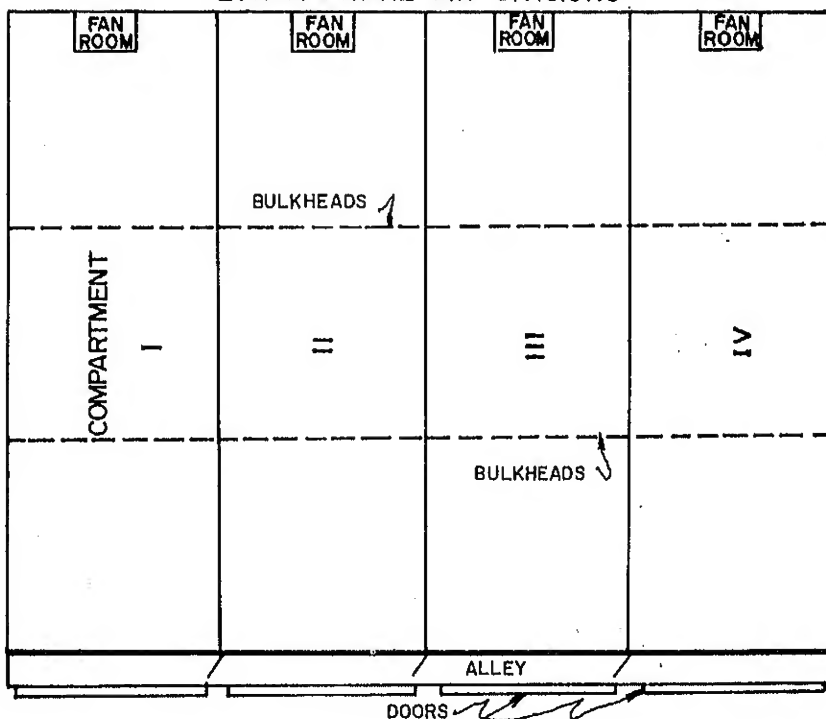 FAN ROOM
FAN ROOM
FAN ROOM
FAN ROOM
BULKHEADS
COMPARTMENT
I
II
III
IV
BULKHEADS
ALLEY
DOORS